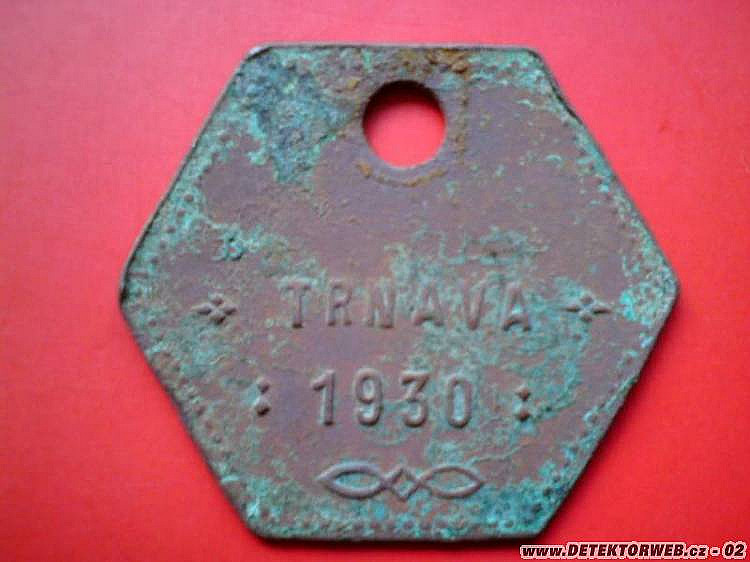 TRNAVA
: 1930 :
www.DETEKTORWEB.cz - 02